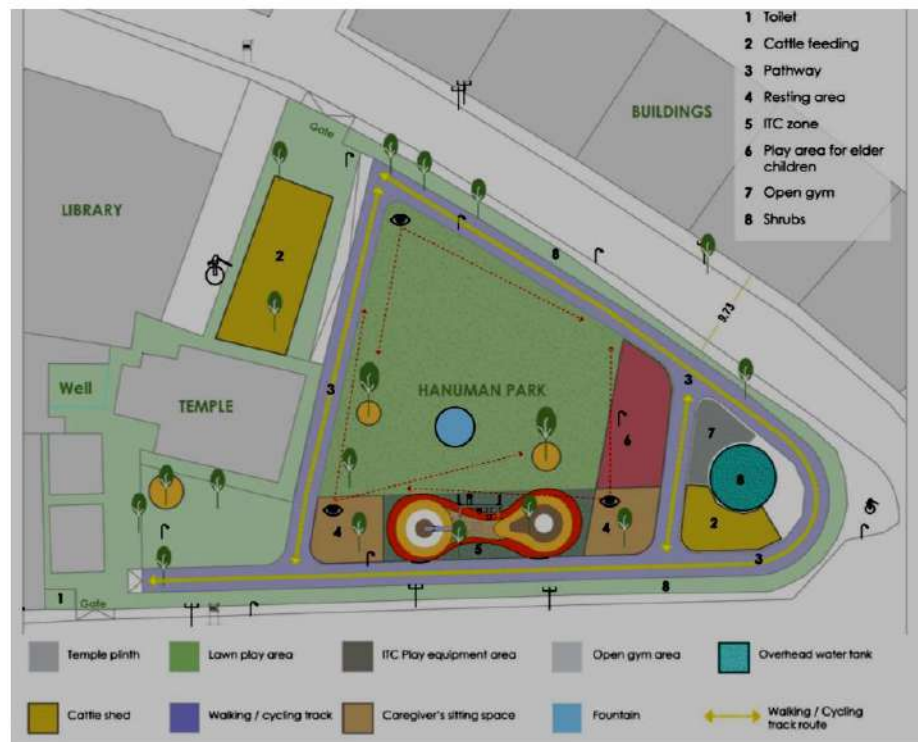 1 Toilet
2 Cattle feeding
3 Pathway
4 Resting area
5 ITC zone
6 Play area for elder
children
7 Open gym
8 Shrubs
BUILDINGS
Gate
LIBRARY
2
8
9.73
Well
TEMPLE
3
HANUMAN PARK
3
6
7
8
4
5
4
2
3
8
1
Gate
Temple plinth
Lawn play area
ITC Play equipment area
Open gym area
Overhead water tank
Cattle shed
Walking / cycling track
Caregiver's sitting space
Fountain
Walking / Cycling
track route